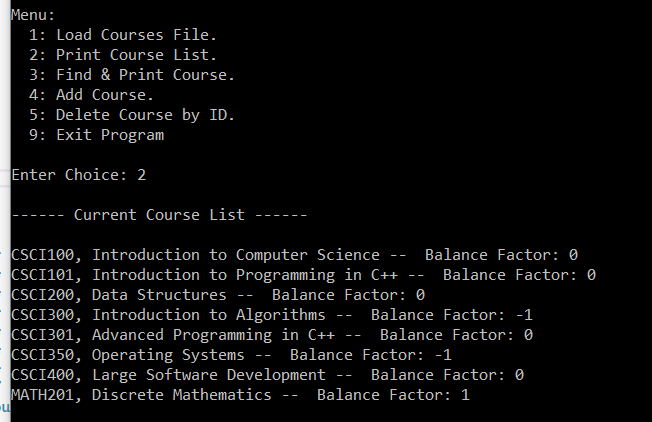 Menu:
1: Load Courses File.
2: Print Course List.
3: Find & Print Course.
4: Add Course.
5: Delete Course by ID.
9: Exit Program
Enter Choice: 2
------ Current Course List ------
CSCI100, Introduction to Computer Science -- Balance Factor: 0
CSCI101, Introduction to Programming in C++ -- Balance Factor: 0
CSCI200, Data Structures -- Balance Factor: 0
CSCI300, Introduction to Algorithms -- Balance Factor: -1
CSCI301, Advanced Programming in C++ -- Balance Factor: 0
CSCI350, Operating Systems -- Balance Factor: -1
CSCI400, Large Software Development -- Balance Factor: 0
MATH201, Discrete Mathematics -- Balance Factor: 1